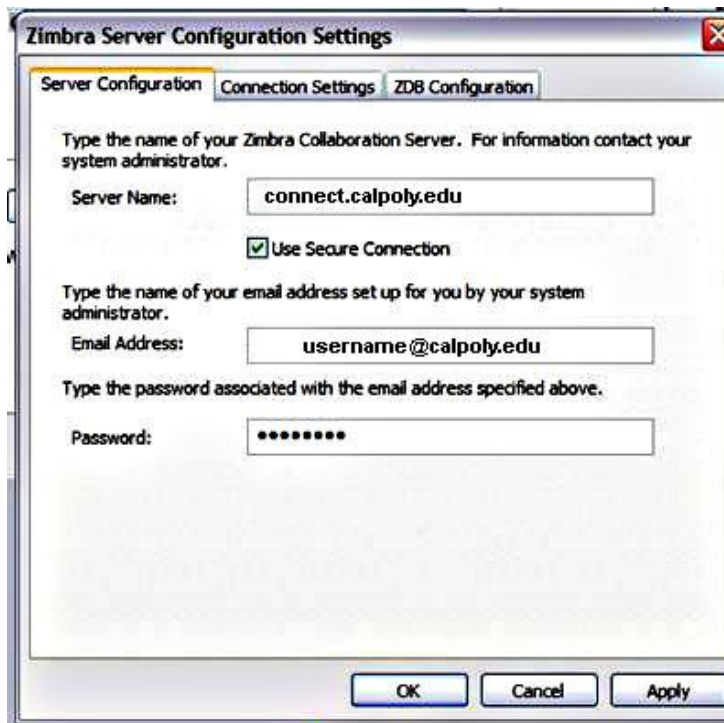 Zimbra Server Configuration Settings
Server Configuration Connection Settings ZDB Configuration
Type the name of your Zimbra Collaboration Server. For information contact your
system administrator.
Server Name: connect.calpoly.edu
Use Secure Connection
Type the name of your email address set up for you by your system
administrator.
Email Address: username@calpoly.edu
Type the password associated with the email address specified above.
Password: ••••••••
OK Cancel Apply